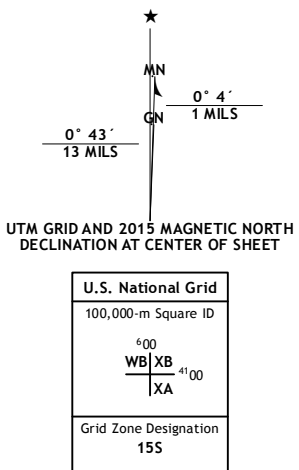 ★
MN
0° 4´
1 MILS
GN
0° 43´
13 MILS
UTM GRID AND 2015 MAGNETIC NORTH
DECLINATION AT CENTER OF SHEET
U.S. National Grid
100,000-m Square ID
600
WB XB
4100
XA
Grid Zone Designation
15S